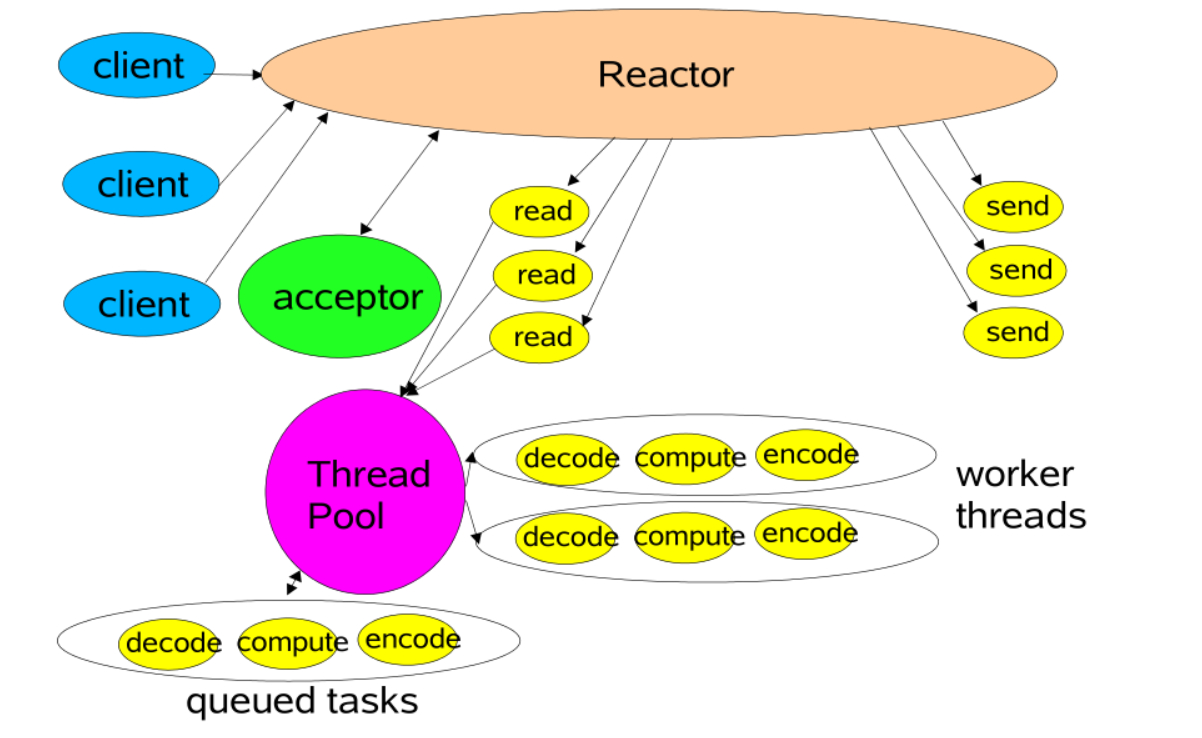 client
Reactor
client
client
acceptor
read
read
read
send
send
send
Thread
Pool
decode compute encode
decode compute encode
worker
threads
decode compute encode
queued tasks